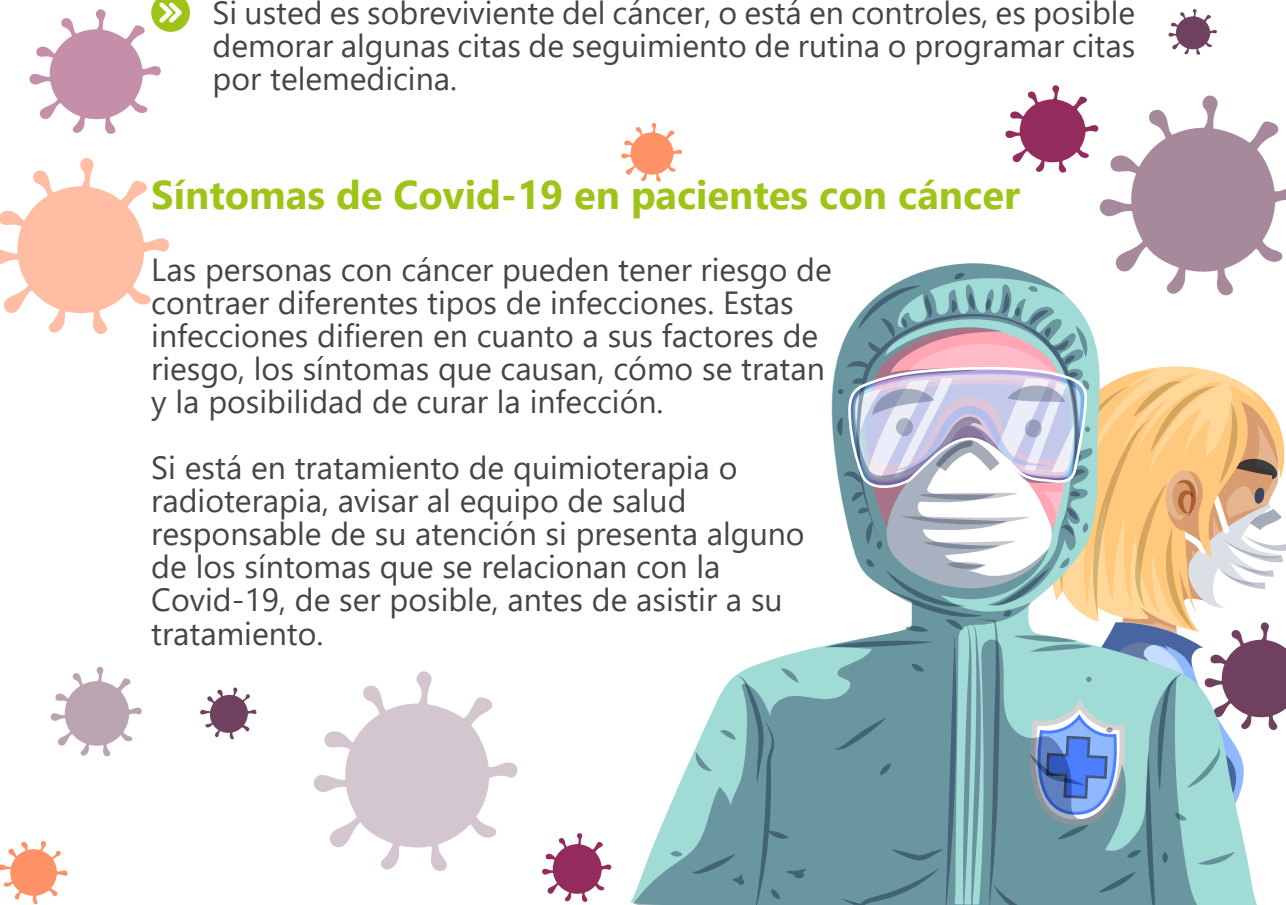 Si usted es sobreviviente del cáncer, o está en controles, es posible
demorar algunas citas de seguimiento de rutina o programar citas
por telemedicina.
Síntomas de Covid-19 en pacientes con cáncer
Las personas con cáncer pueden tener riesgo de
contraer diferentes tipos de infecciones. Estas
infecciones difieren en cuanto a sus factores de
riesgo, los síntomas que causan, cómo se tratan
y la posibilidad de curar la infección.
Si está en tratamiento de quimioterapia o
radioterapia, avisar al equipo de salud
responsable de su atención si presenta alguno
de los síntomas que se relacionan con la
Covid-19, de ser posible, antes de asistir a su
tratamiento.